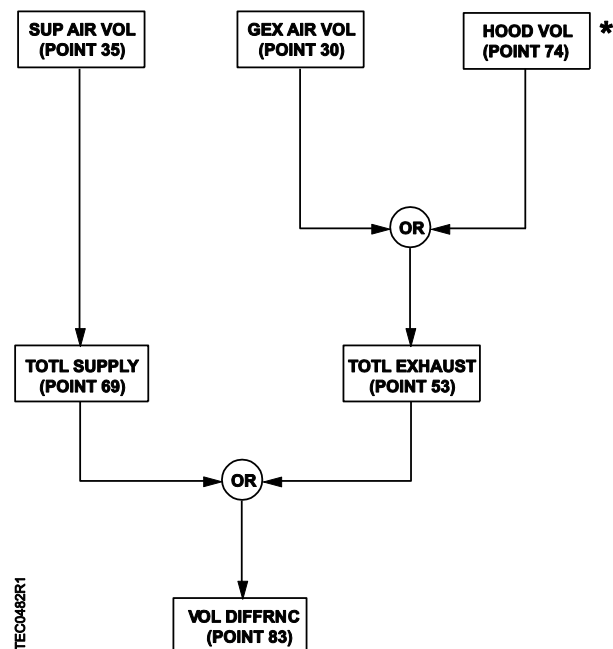 SUP AIR VOL
(POINT 35)
GEX AIR VOL
(POINT 30)
HOOD VOL
(POINT 74)
*
OR
TOTL SUPPLY
(POINT 69)
TOTL EXHAUST
(POINT 53)
OR
VOL DIFFRNC
(POINT 83)
TEC0482R1